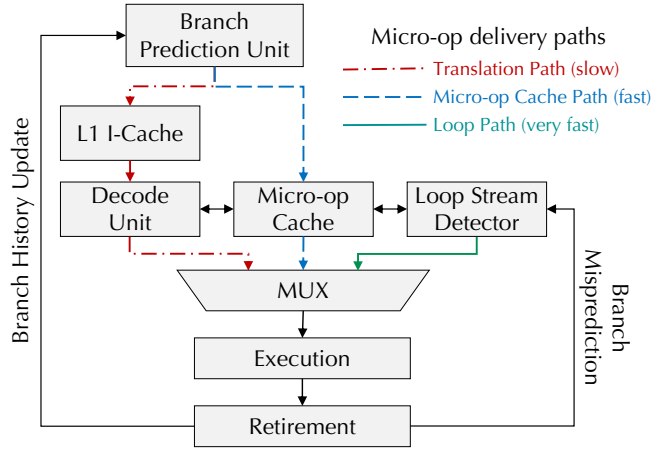 Branch
Prediction Unit
Micro-op delivery paths
Translation Path (slow)
Micro-op Cache Path (fast)
Loop Path (very fast)
L1 I-Cache
Decode
Unit
Micro-op
Cache
Loop Stream
Detector
MUX
Execution
Retirement
Branch History Update
Branch
Misprediction